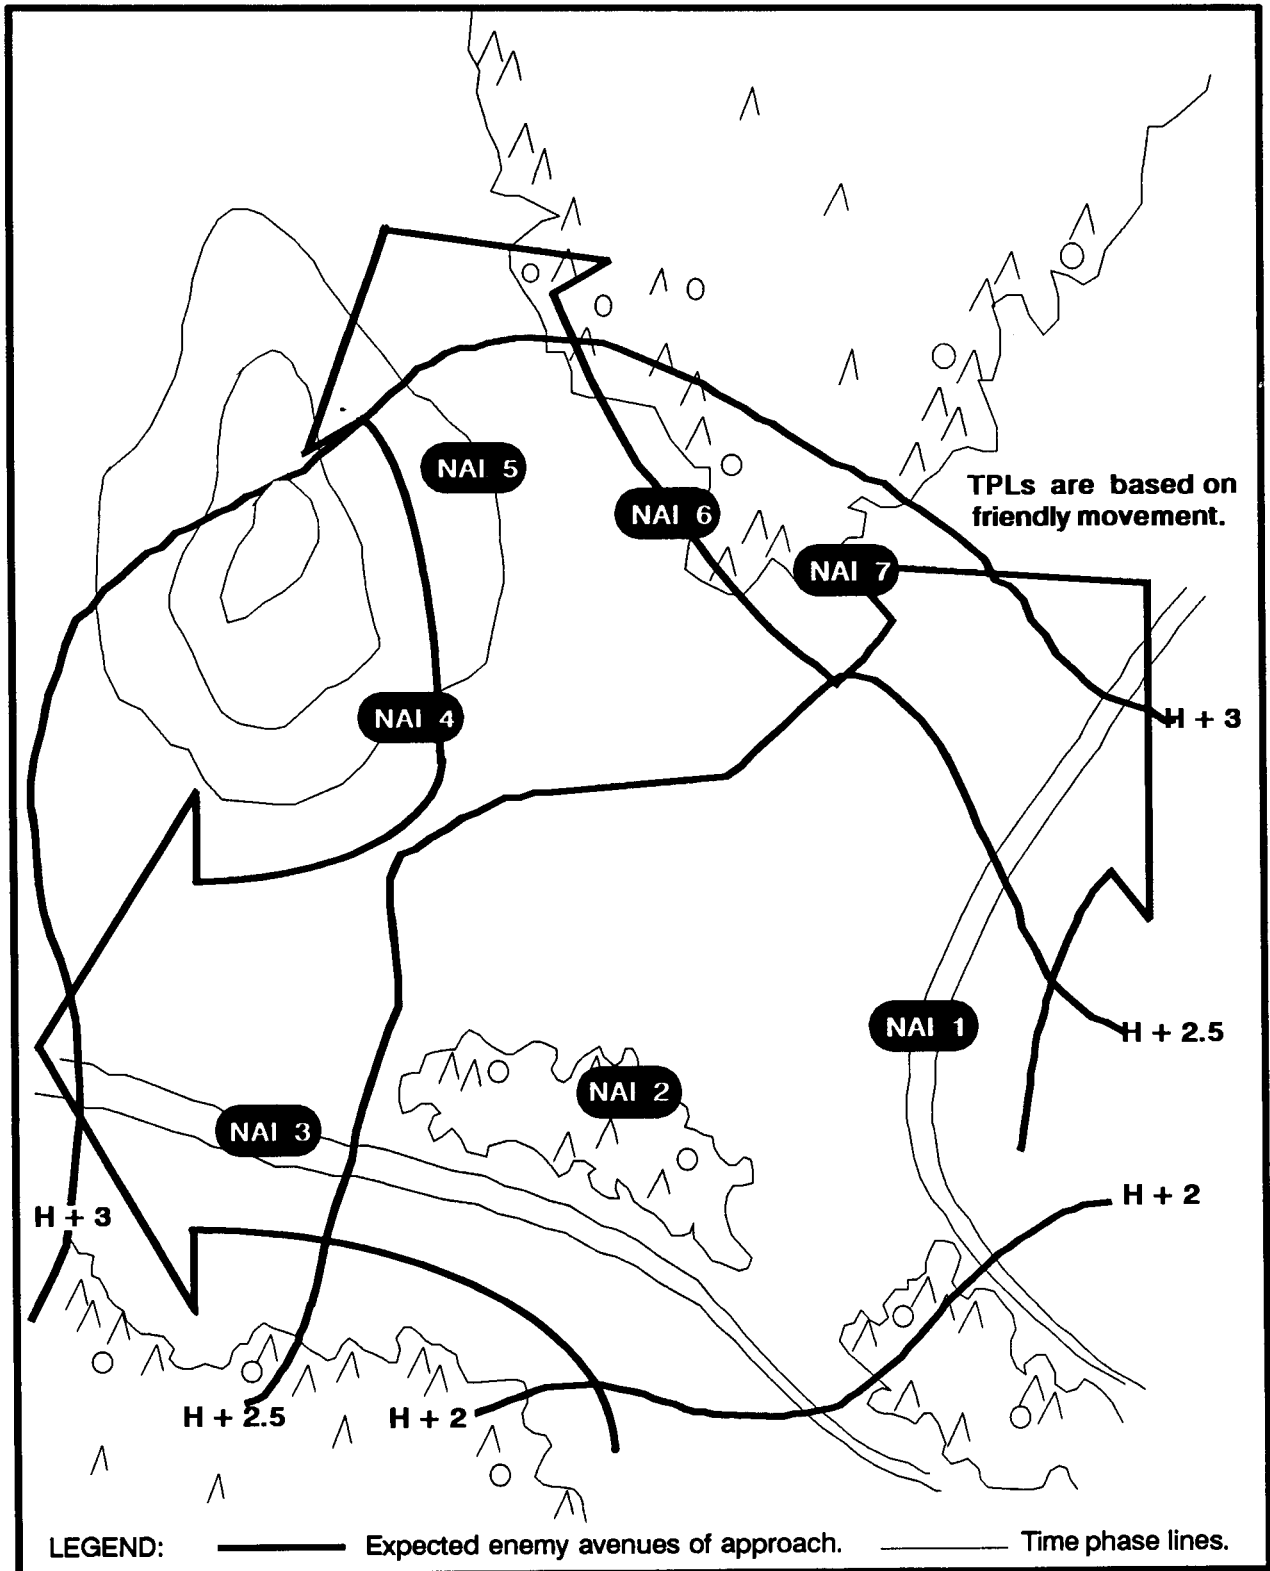 NAI 5
TPLs are based on
friendly movement.
NAI 6
NAI 7
NAI 4
H + 3
NAI 1
H + 2.5
NAI 2
NAI 3
H + 2
H + 3
H + 2.5
H + 2
LEGEND: Expected enemy avenues of approach. Time phase lines.